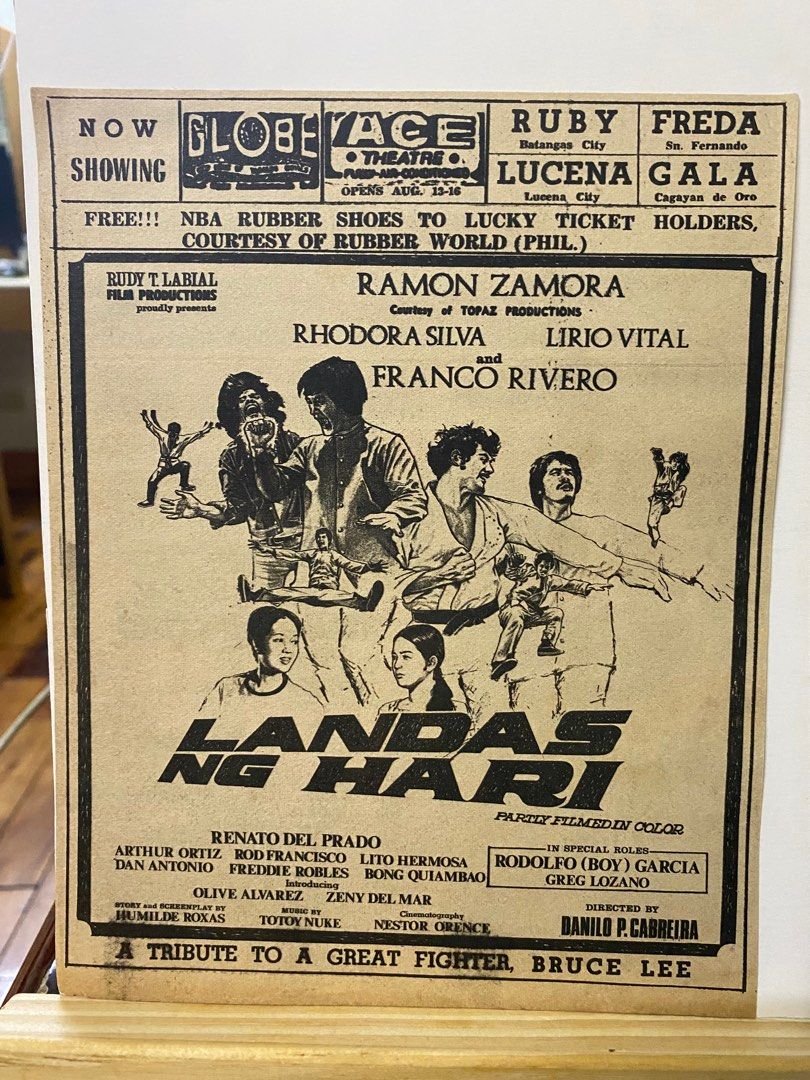 NOW SHOWING
GLOBE
ACE
• THEATRE •
FULLY-AIR-CONDITIONED
OPENS AUG. 13-16
RUBY
Batangas City
FREDA
Sn. Fernando
LUCENA
Lucena City
GALA
Cagayan de Oro
FREE!!! NBA RUBBER SHOES TO LUCKY TICKET HOLDERS,
COURTESY OF RUBBER WORLD (PHIL.)
RUDY T. LABIAL
FILM PRODUCTIONS
proudly presents
RAMON ZAMORA
Courtesy of TOPAZ PRODUCTIONS
RHODORA SILVA LIRIO VITAL
and
FRANCO RIVERO
LANDAS
NG HARI
PARTLY FILMED IN COLOR
RENATO DEL PRADO
ARTHUR ORTIZ ROD FRANCISCO LITO HERMOSA
DAN ANTONIO FREDDIE ROBLES BONG QUIAMBAO
Introducing
OLIVE ALVAREZ ZENY DEL MAR
IN SPECIAL ROLES
RODOLFO (BOY) GARCIA
GREG LOZANO
STORY and SCREENPLAY BY
HUMILDE ROXAS
MUSIC BY
TOTOY NUKE
Cinematography
NESTOR ORENCE
DIRECTED BY
DANILO P. CABREIRA
A TRIBUTE TO A GREAT FIGHTER, BRUCE LEE